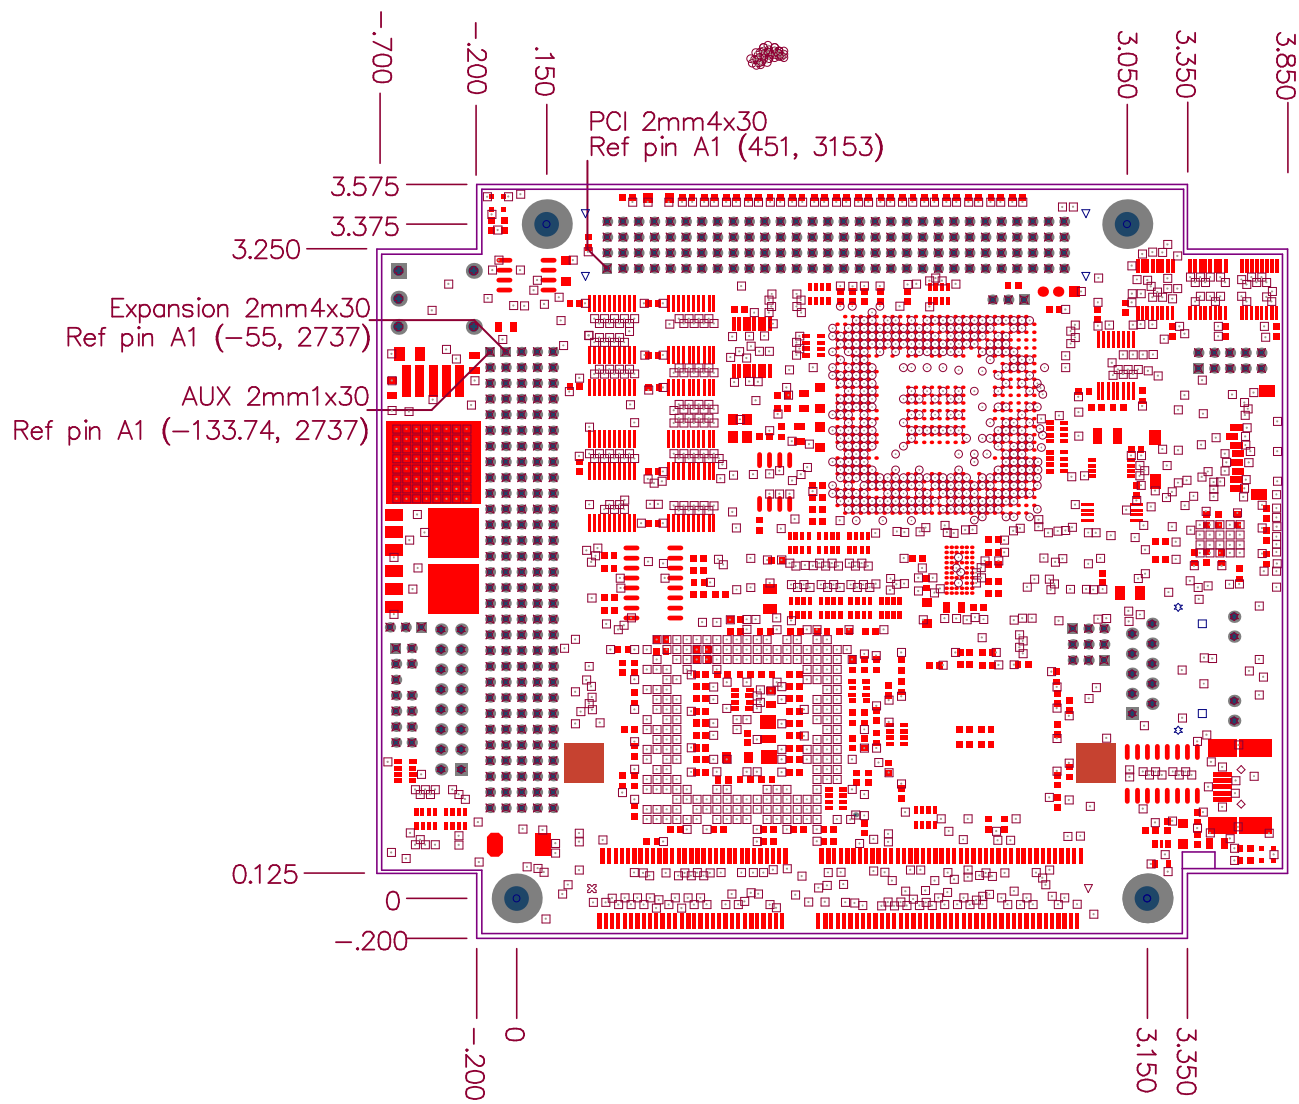 -.700
-.200
.150
3.050
3.350
3.850
PCI 2mm4x30
Ref pin A1 (451, 3153)
3.575
3.375
3.250
Expansion 2mm4x30
Ref pin A1 (-55, 2737)
AUX 2mm1x30
Ref pin A1 (-133.74, 2737)
0.125
0
-.200
-.200
0
3.150
3.350